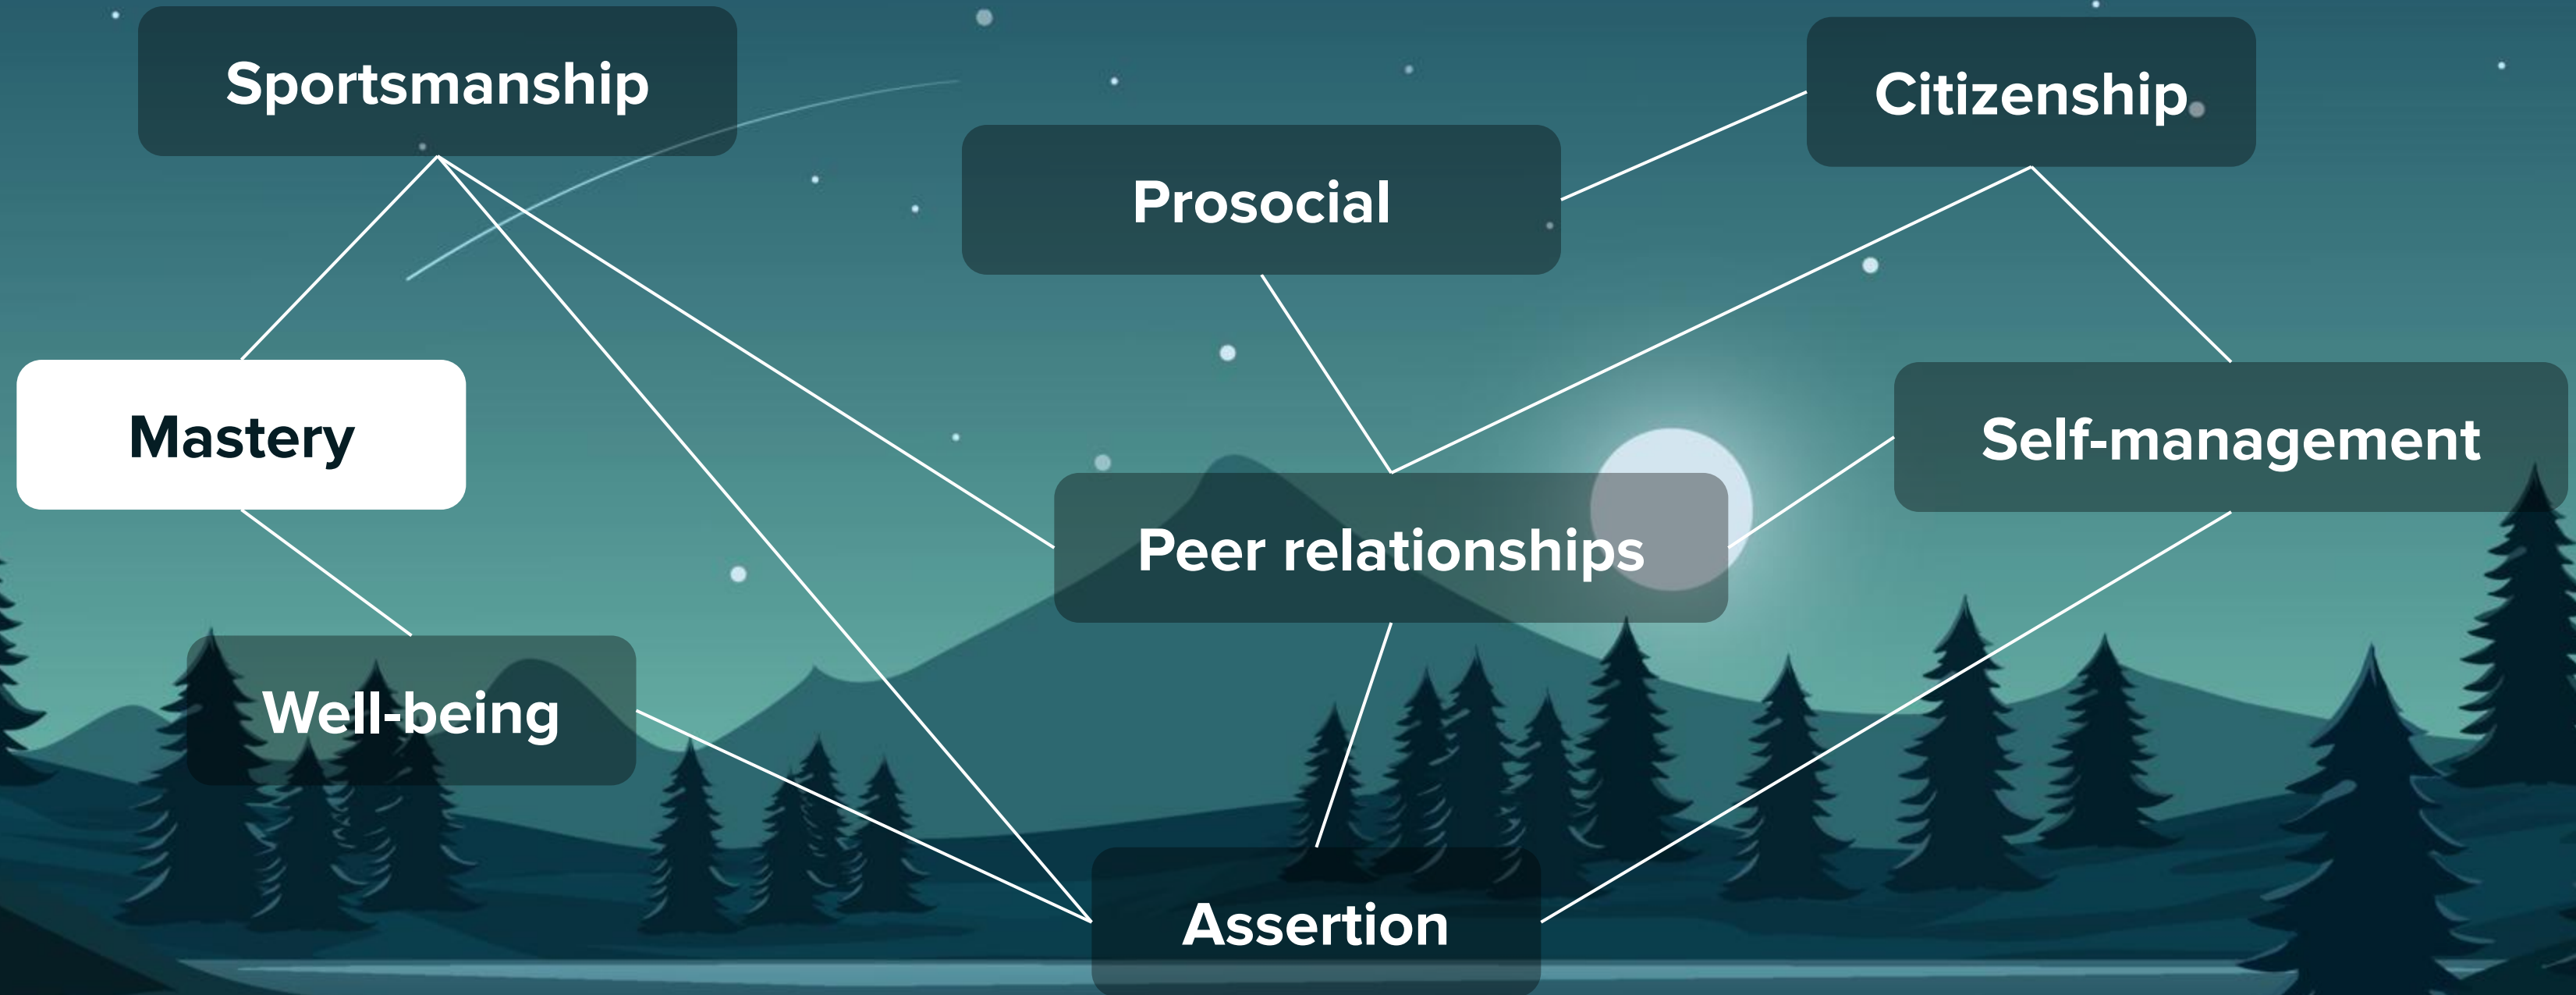 Sportsmanship
Citizenship
Prosocial
Mastery
Self-management
Peer relationships
Well-being
Assertion